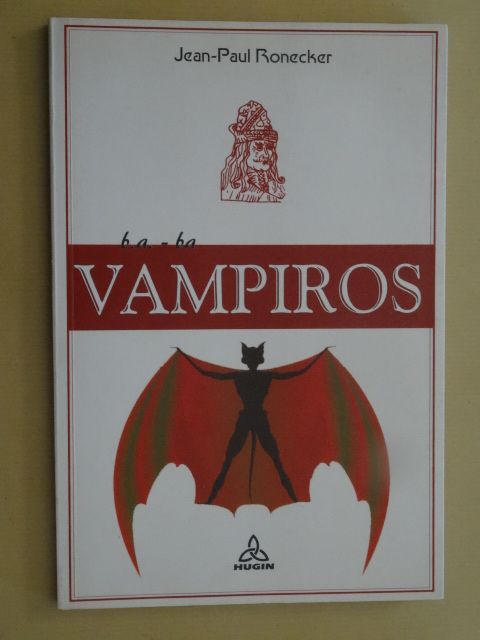 Jean-Paul Ronecker
b.a. - ba
VAMPIROS
HUGIN